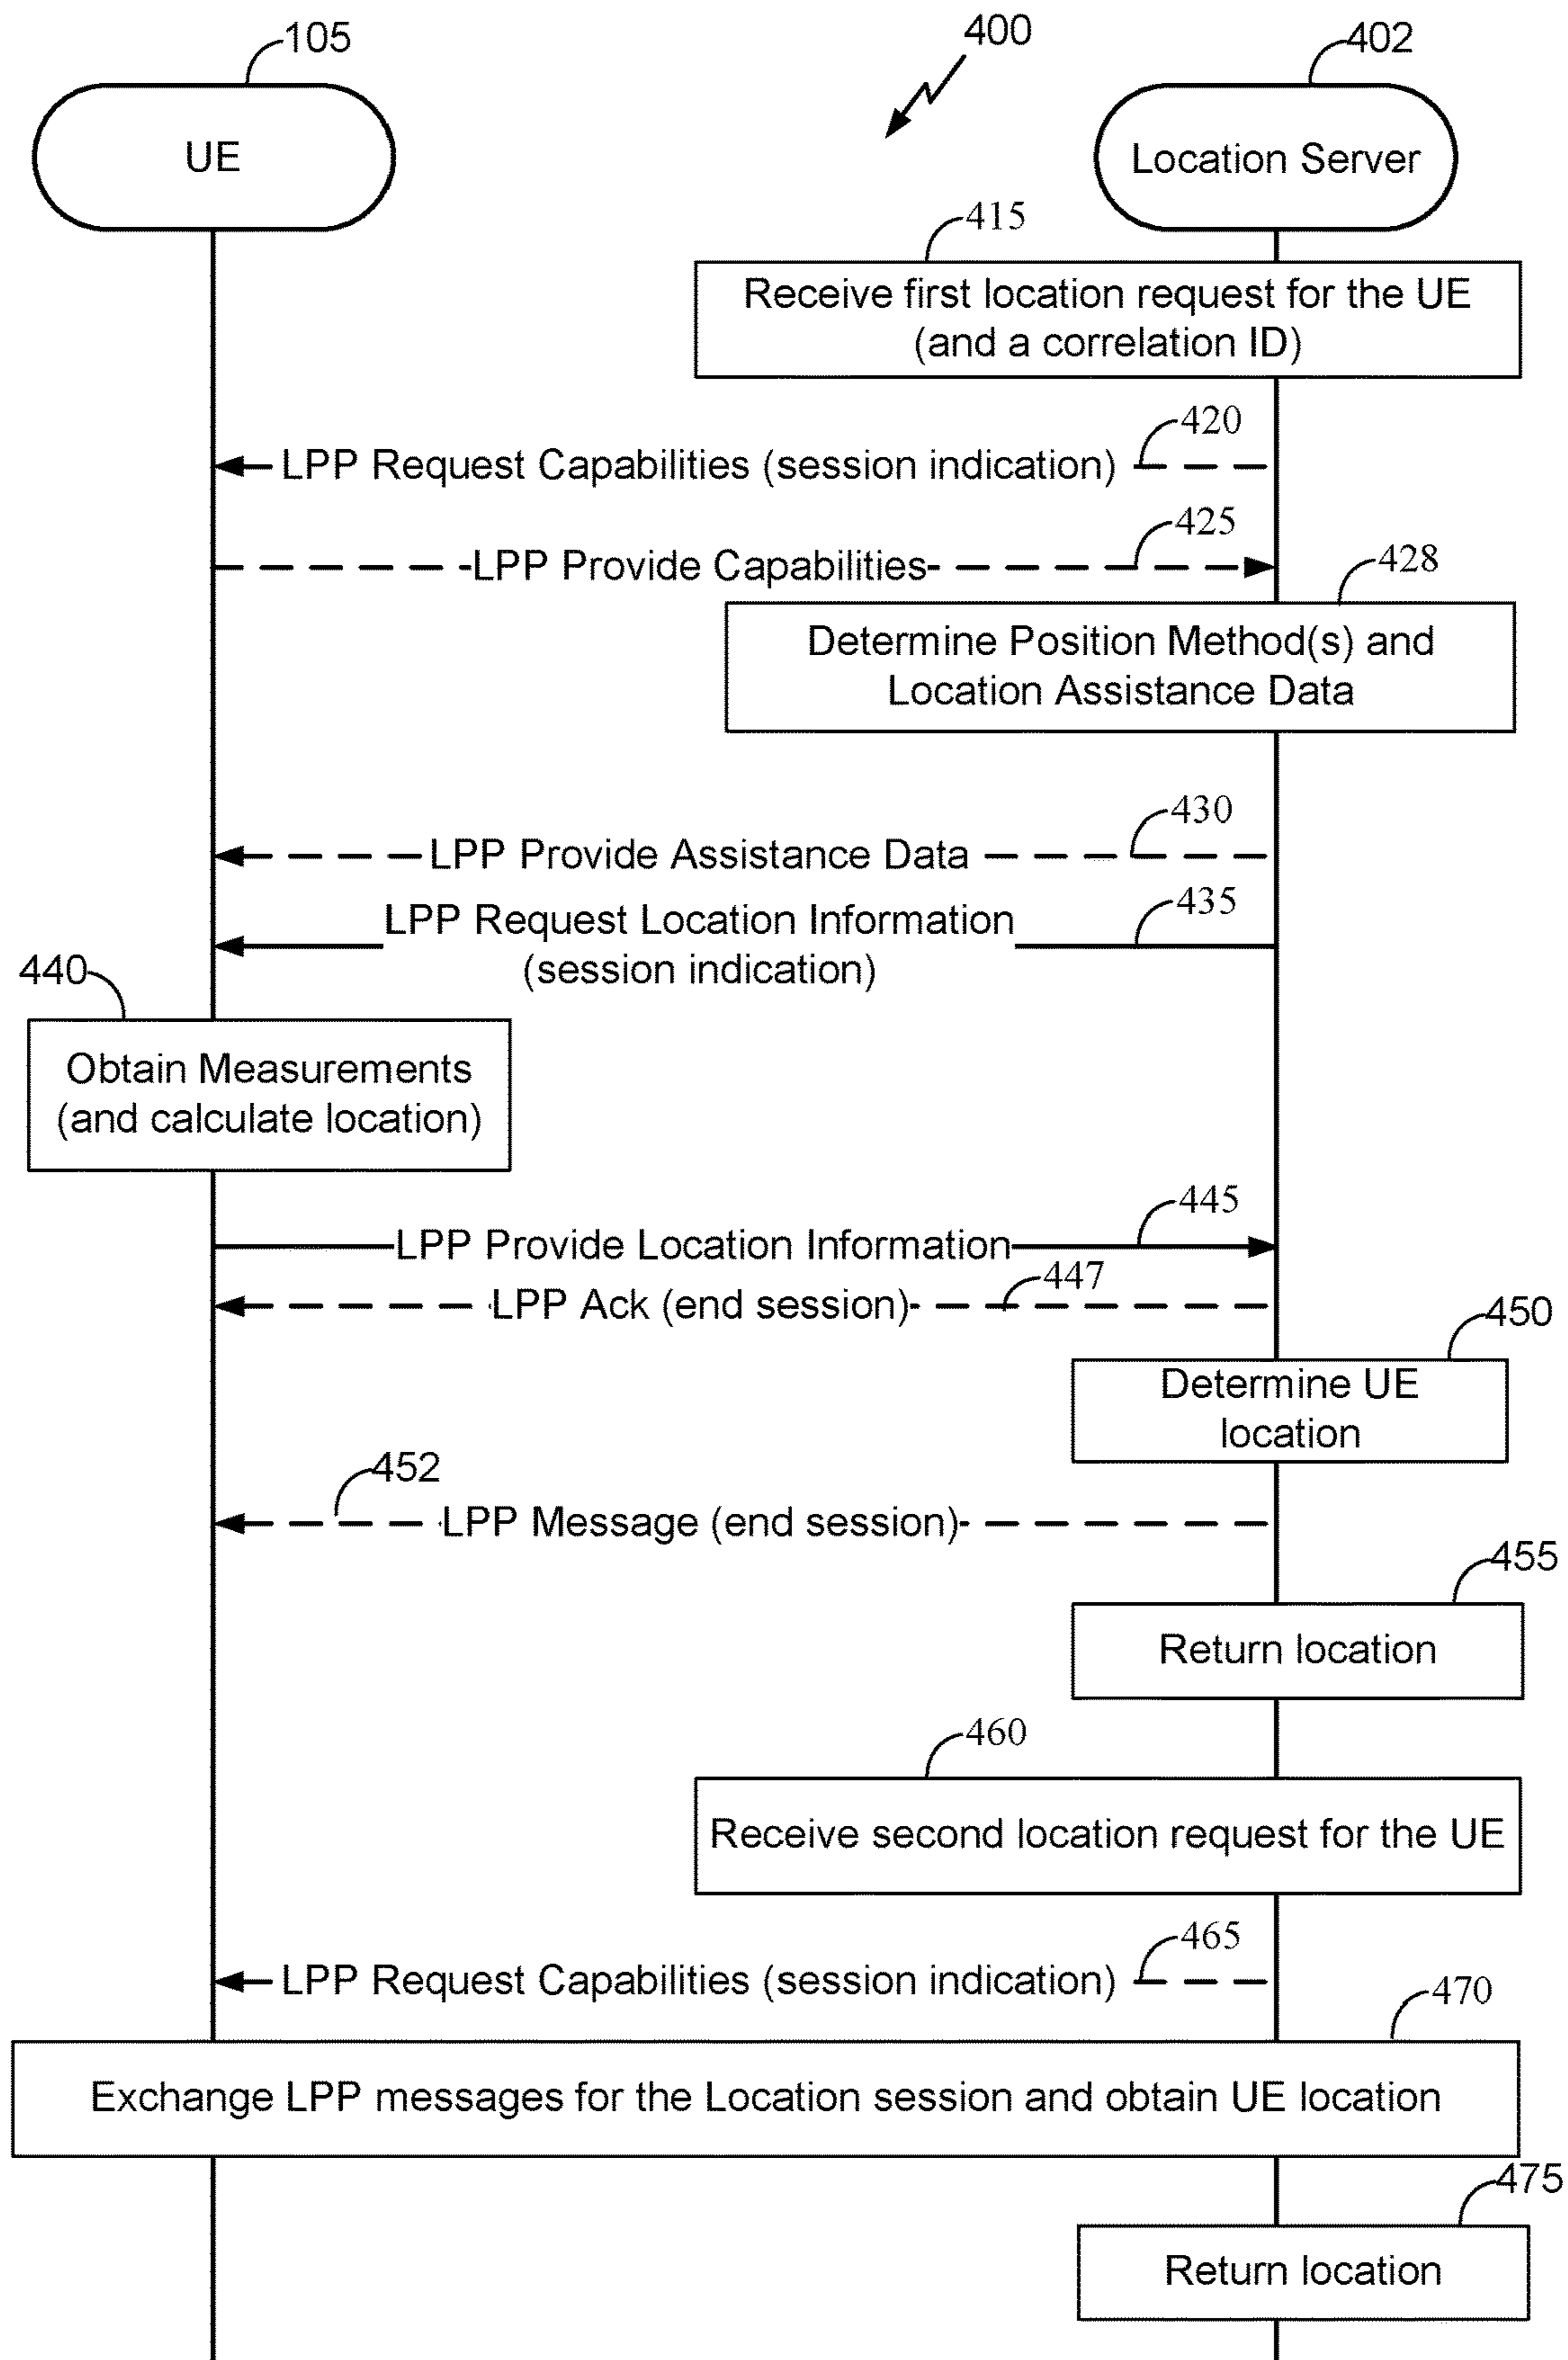 105
400
402
UE
Location Server
415
Receive first location request for the UE
(and a correlation ID)
420
LPP Request Capabilities (session indication)
425
LPP Provide Capabilities
428
Determine Position Method(s) and
Location Assistance Data
430
LPP Provide Assistance Data
435
LPP Request Location Information
(session indication)
440
Obtain Measurements
(and calculate location)
445
LPP Provide Location Information
447
LPP Ack (end session)
450
Determine UE
location
452
LPP Message (end session)
455
Return location
460
Receive second location request for the UE
465
LPP Request Capabilities (session indication)
470
Exchange LPP messages for the Location session and obtain UE location
475
Return location